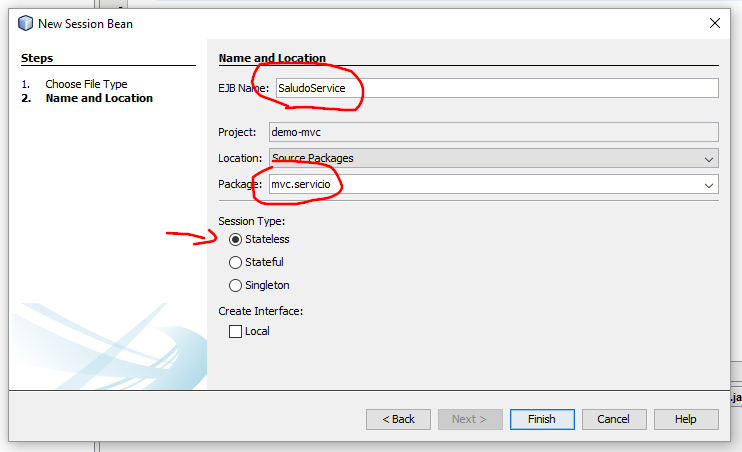 New Session Bean
Steps
1. Choose File Type
2. Name and Location
Name and Location
EJB Name: SaludoService
Project: demo-mvc
Location: Source Packages
Package: mvc.servicio
Session Type:
Stateless
Stateful
Singleton
Create Interface:
Local
< Back Next > Finish Cancel Help
.ja